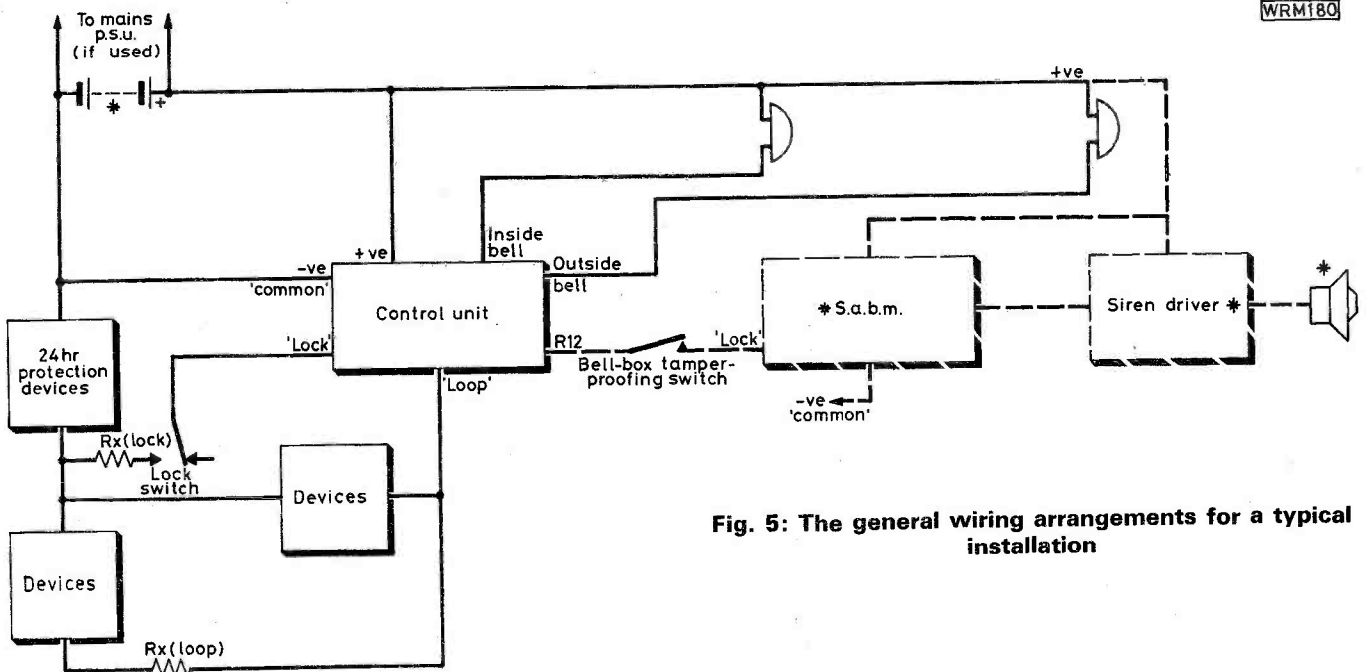 To mains
p.s.u.
(if used)
WRM180
* +
+ve
Inside
bell
+ve
-ve
'common'
Outside
bell
Control unit
* S.a.b.m.
Siren driver *
*
'Lock'
R12
'Lock'
Bell-box tamper-
proofing switch
'Loop'
24hr
protection
devices
-ve
'common'
Rx(lock)
Lock
switch
Devices
Fig. 5: The general wiring arrangements for a typical
installation
Devices
Rx(loop)